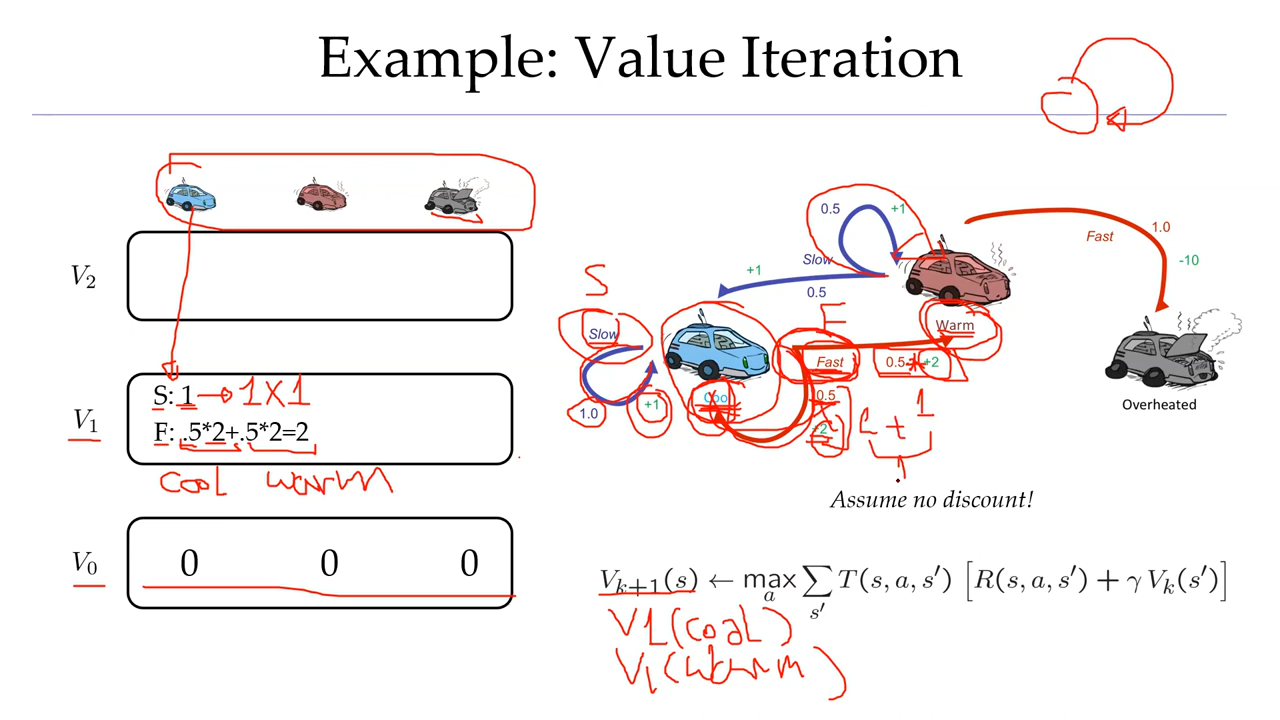 Example: Value Iteration
V2
S: 1 → 1X1
V1
F: .5*2+.5*2=2
cool warm
V0
0 0 0
0.5
+1
Slow
+1
0.5
Fast
1.0
-10
S
F
Slow
Warm
Fast
0.5 +2
1.0
+1
Cool
0.5
+2
1 + 1
Overheated
Assume no discount!
V_{k+1}(s) ← max_a ∑_{s'} T(s, a, s') [R(s, a, s') + γ V_k(s')]
V1(cool)
V1(warm)